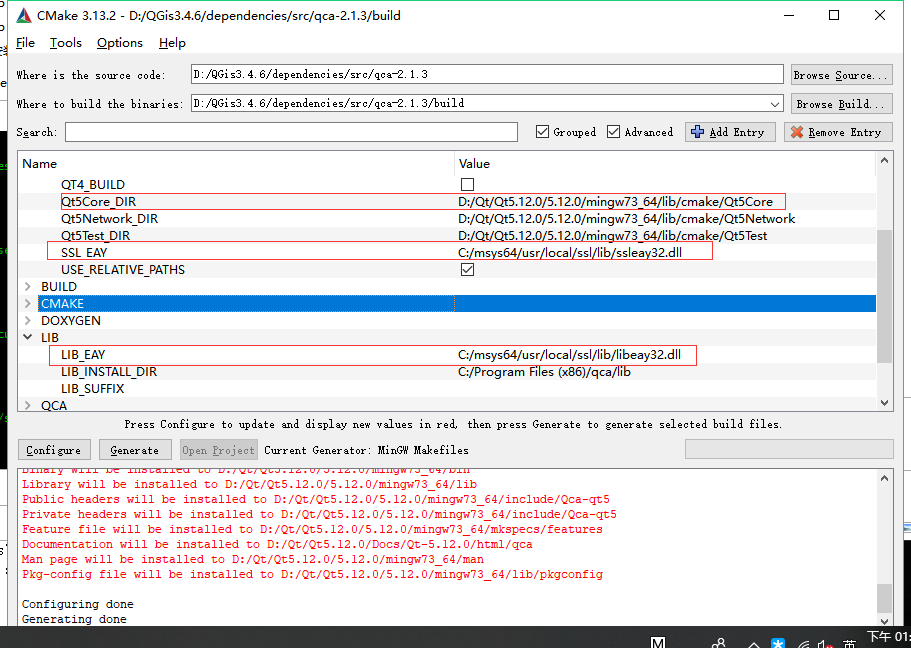 CMake 3.13.2 - D:/QGis3.4.6/dependencies/src/qca-2.1.3/build
File Tools Options Help
Where is the source code: D:/QGis3.4.6/dependencies/src/qca-2.1.3 Browse Source...
Where to build the binaries: D:/QGis3.4.6/dependencies/src/qca-2.1.3/build Browse Build...
Search: Grouped Advanced Add Entry Remove Entry
Name Value
QT4_BUILD
Qt5Core_DIR D:/Qt/Qt5.12.0/5.12.0/mingw73_64/lib/cmake/Qt5Core
Qt5Network_DIR D:/Qt/Qt5.12.0/5.12.0/mingw73_64/lib/cmake/Qt5Network
Qt5Test_DIR D:/Qt/Qt5.12.0/5.12.0/mingw73_64/lib/cmake/Qt5Test
SSL_EAY C:/msys64/usr/local/ssl/lib/ssleay32.dll
USE_RELATIVE_PATHS
BUILD
CMAKE
DOXYGEN
LIB
LIB_EAY C:/msys64/usr/local/ssl/lib/libeay32.dll
LIB_INSTALL_DIR C:/Program Files (x86)/qca/lib
LIB_SUFFIX
QCA
Press Configure to update and display new values in red, then press Generate to generate selected build files.
Configure Generate Open Project Current Generator: MinGW Makefiles
Binary will be installed to D:/Qt/Qt5.12.0/5.12.0/mingw73_64/bin
Library will be installed to D:/Qt/Qt5.12.0/5.12.0/mingw73_64/lib
Public headers will be installed to D:/Qt/Qt5.12.0/5.12.0/mingw73_64/include/Qca-qt5
Private headers will be installed to D:/Qt/Qt5.12.0/5.12.0/mingw73_64/include/Qca-qt5
Feature file will be installed to D:/Qt/Qt5.12.0/5.12.0/mingw73_64/mkspecs/features
Documentation will be installed to D:/Qt/Qt5.12.0/Docs/Qt-5.12.0/html/qca
Man page will be installed to D:/Qt/Qt5.12.0/5.12.0/mingw73_64/man
Pkg-config file will be installed to D:/Qt/Qt5.12.0/5.12.0/mingw73_64/lib/pkgconfig
Configuring done
Generating done
M 英 下午 01: